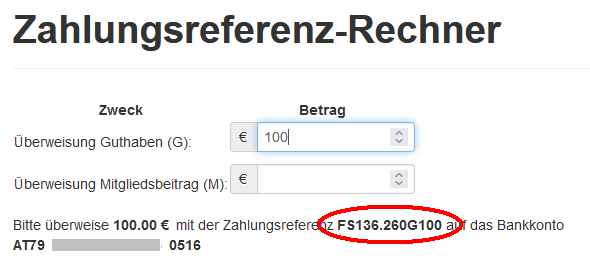 Zahlungsreferenz-Rechner
Zweck Betrag
Überweisung Guthaben (G): € 100
Überweisung Mitgliedsbeitrag (M): €
Bitte überweise 100.00 € mit der Zahlungsreferenz FS136.260G100 auf das Bankkonto
AT79 0516